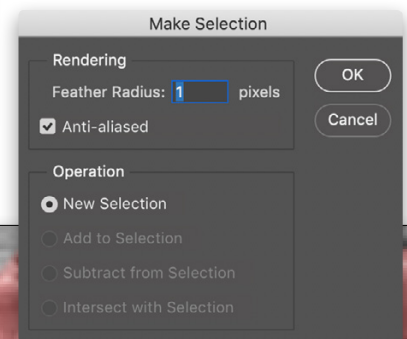 Make Selection
Rendering
Feather Radius: 1 pixels
Anti-aliased
OK
Cancel
Operation
New Selection
Add to Selection
Subtract from Selection
Intersect with Selection